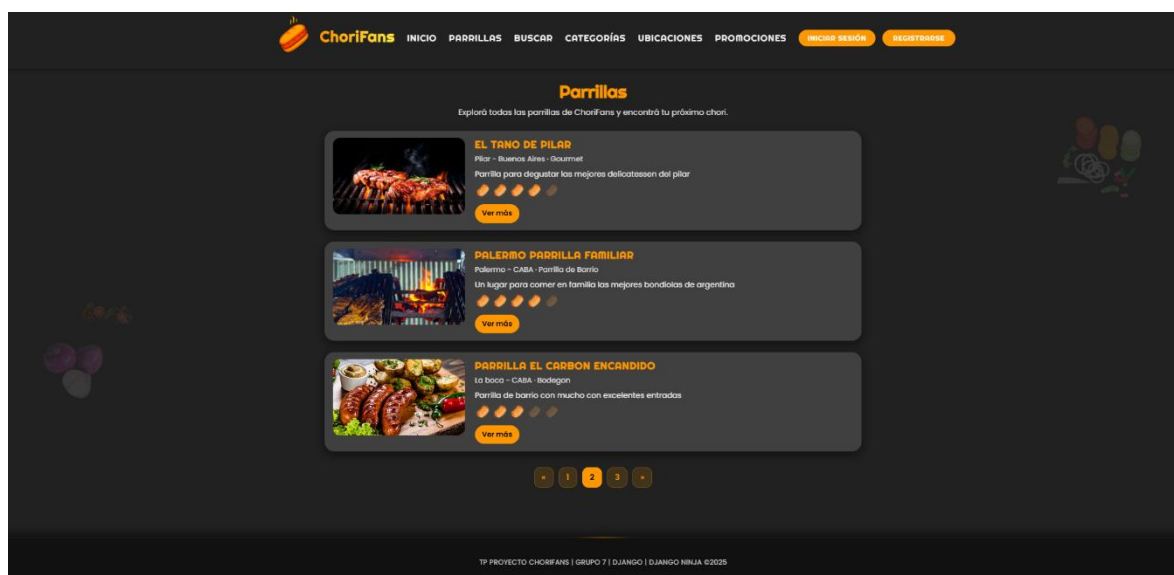 ChoriFans INICIO PARRILLAS BUSCAR CATEGORÍAS UBICACIONES PROMOCIONES INICIAR SESIÓN REGISTRARSE
Parrillas
Explorá todas las parrillas de ChoriFans y encontrá tu próximo chori.
EL TANO DE PILAR
Pilar - Buenos Aires · Gourmet
Parrilla para degustar las mejores delicatessen del pilar
Ver más
PALERMO PARRILLA FAMILIAR
Palermo - CABA · Parrilla de Barrio
Un lugar para comer en familia las mejores bondiolas de argentina
Ver más
PARRILLA EL CARBON ENCANDIDO
La boca - CABA · Bodegon
Parrilla de barrio con mucho con excelentes entradas
Ver más
« 1 2 3 »
TP PROYECTO CHORIFANS | GRUPO 7 | DJANGO | DJANGO NINJA ©2025